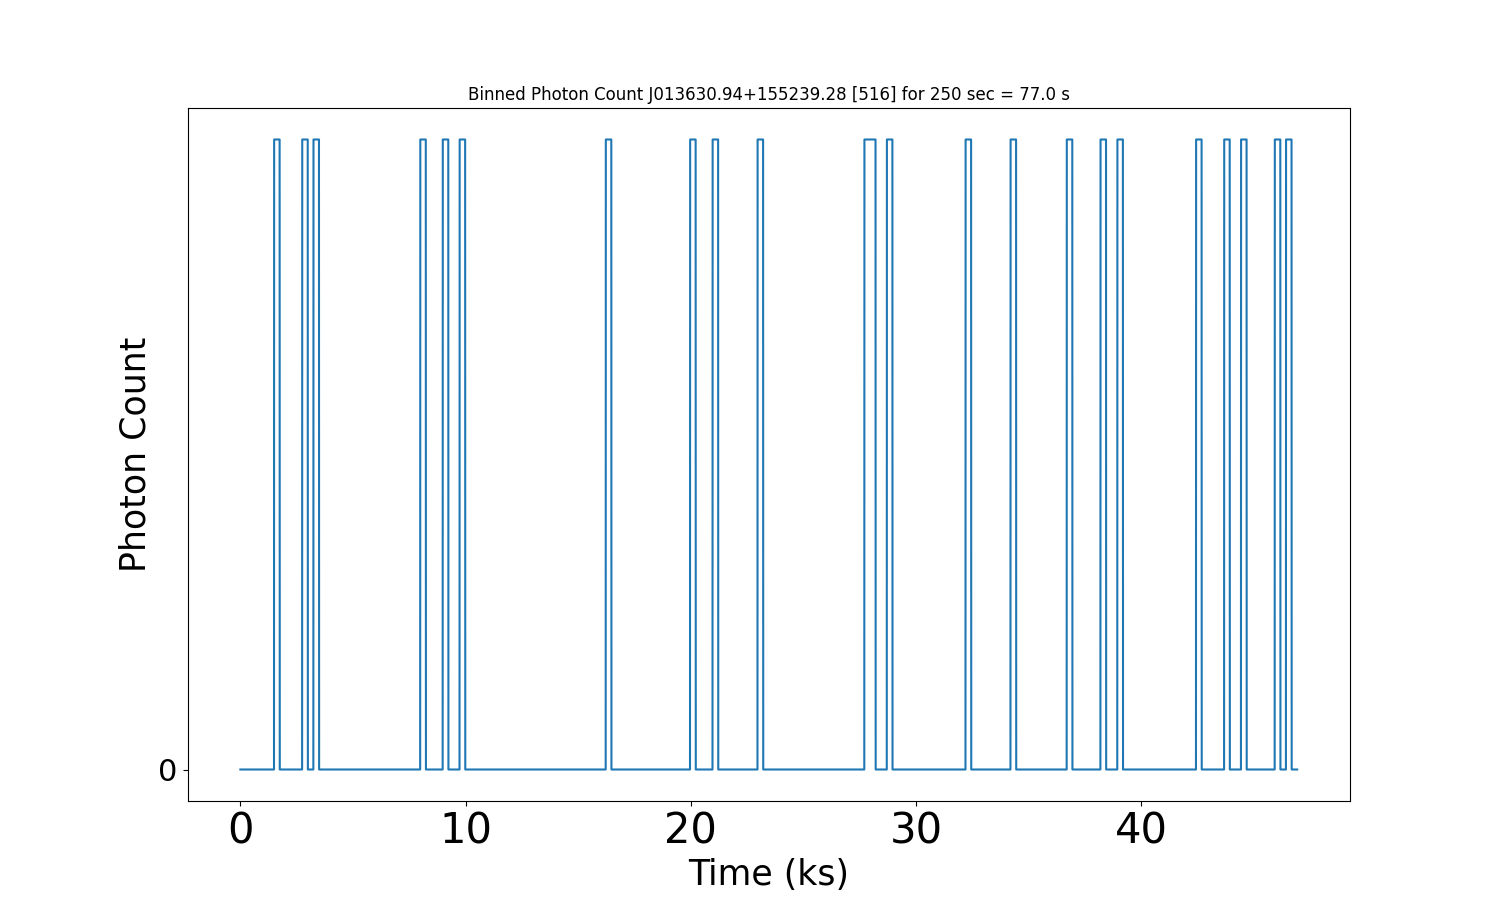 Binned Photon Count J013630.94+155239.28 [516] for 250 sec = 77.0 s
Photon Count
0
0 10 20 30 40
Time (ks)